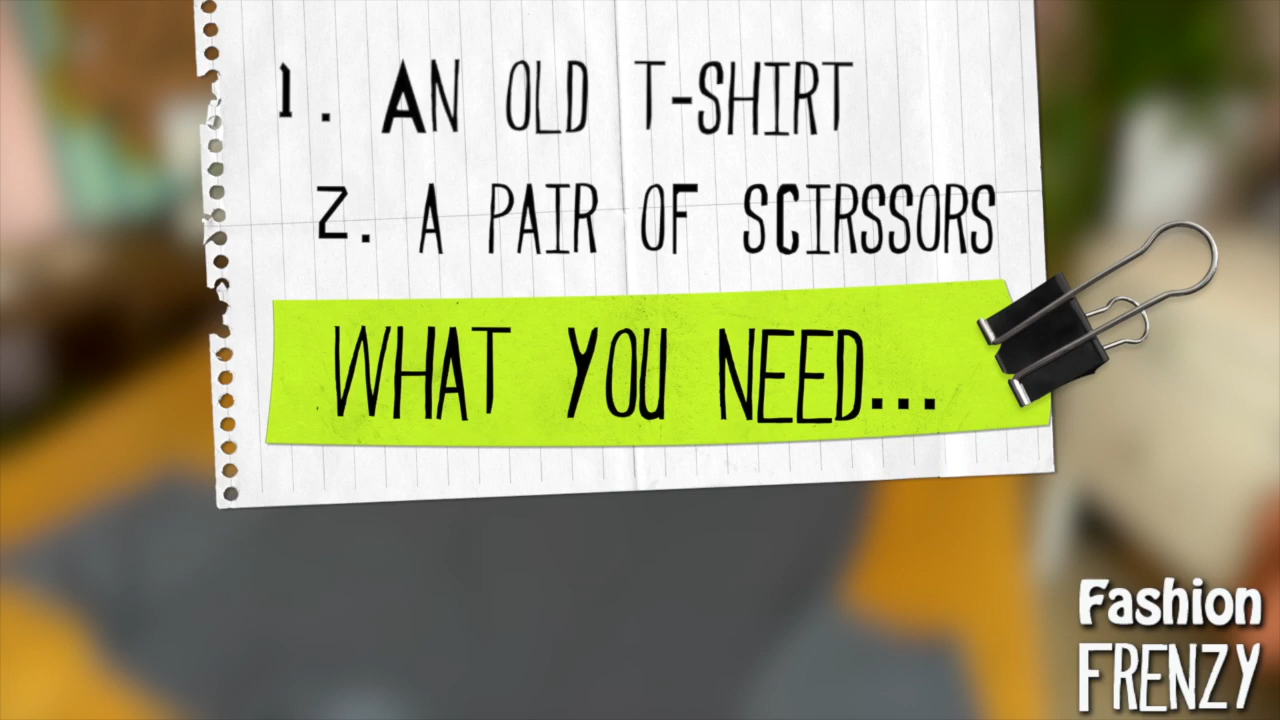 1. AN OLD T-SHIRT
2. A PAIR OF SCIRSSORS
WHAT YOU NEED...
Fashion
FRENZY